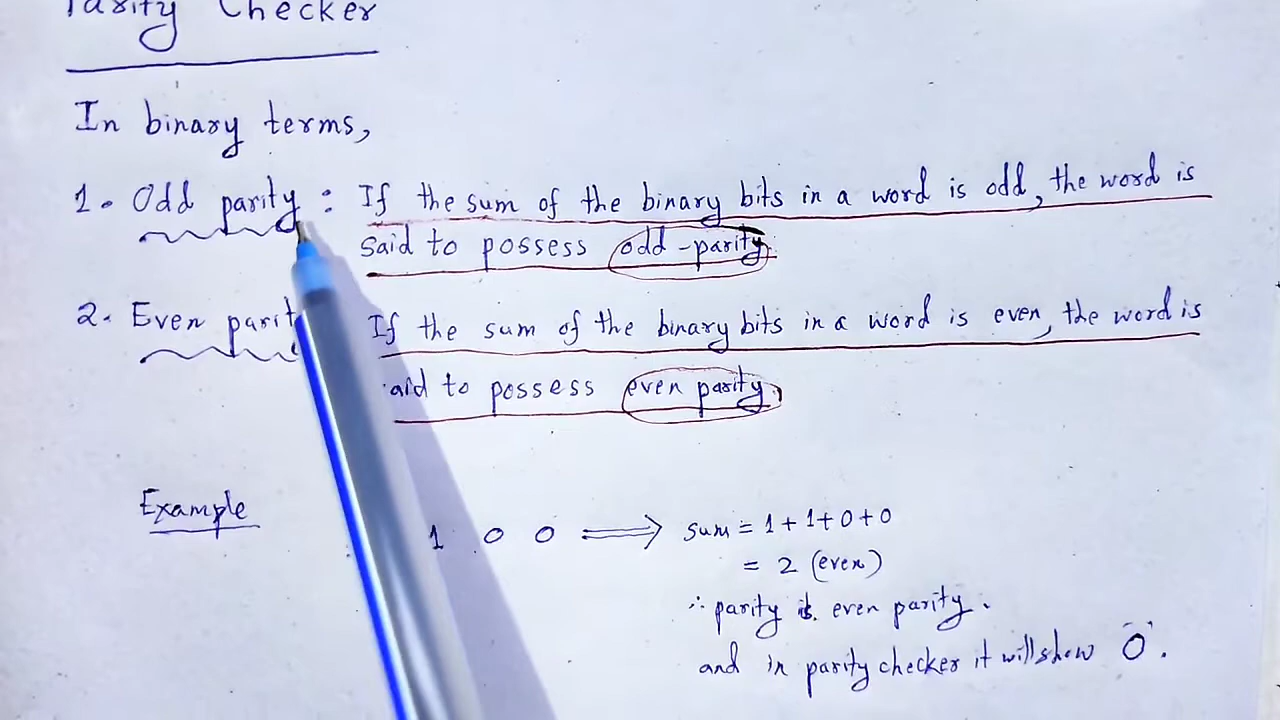 Parity Checker
In binary terms,
1. Odd parity : If the sum of the binary bits in a word is odd, the word is
said to possess odd-parity.
2. Even parit If the sum of the binary bits in a word is even, the word is
aid to possess even parity.
Example
1 0 0 ⟹ sum = 1+1+0+0
= 2 (even)
∴ parity is even parity.
and in parity checker it will show "0".